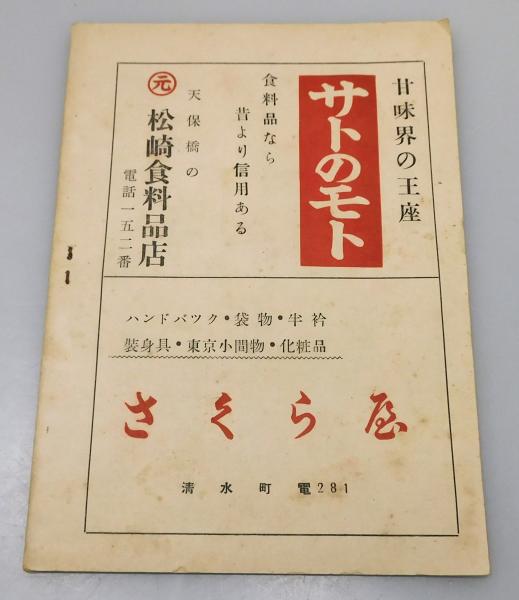 甘味界の王座
サトのモト
食料品なら
昔より信用ある
天保橋の
元
松崎食料品店
電話一五二番
ハンドバツク・袋物・半衿
装身具・東京小間物・化粧品
さくら屋
清水町 電281